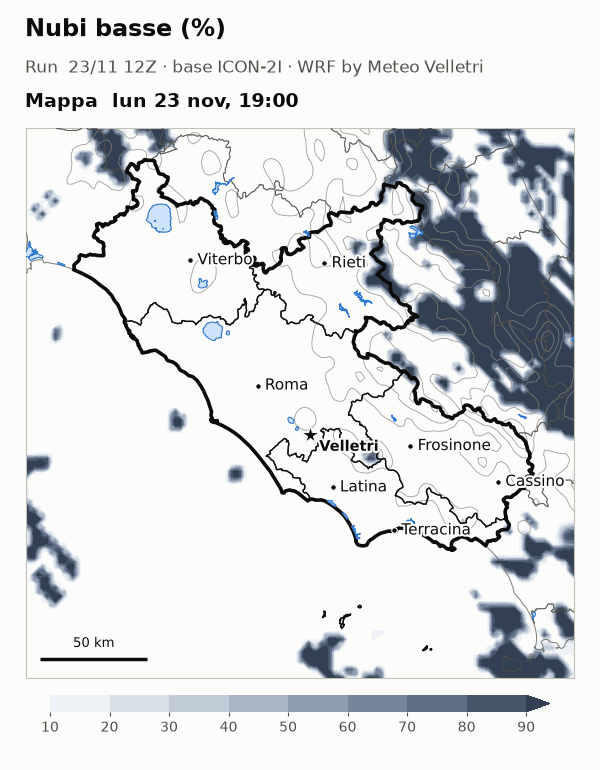 Nubi basse (%)
Run 23/11 12Z · base ICON-2I · WRF by Meteo Velletri
Mappa lun 23 nov, 19:00
Viterbo
Rieti
Roma
Velletri
Frosinone
Latina
Cassino
Terracina
50 km
10 20 30 40 50 60 70 80 90